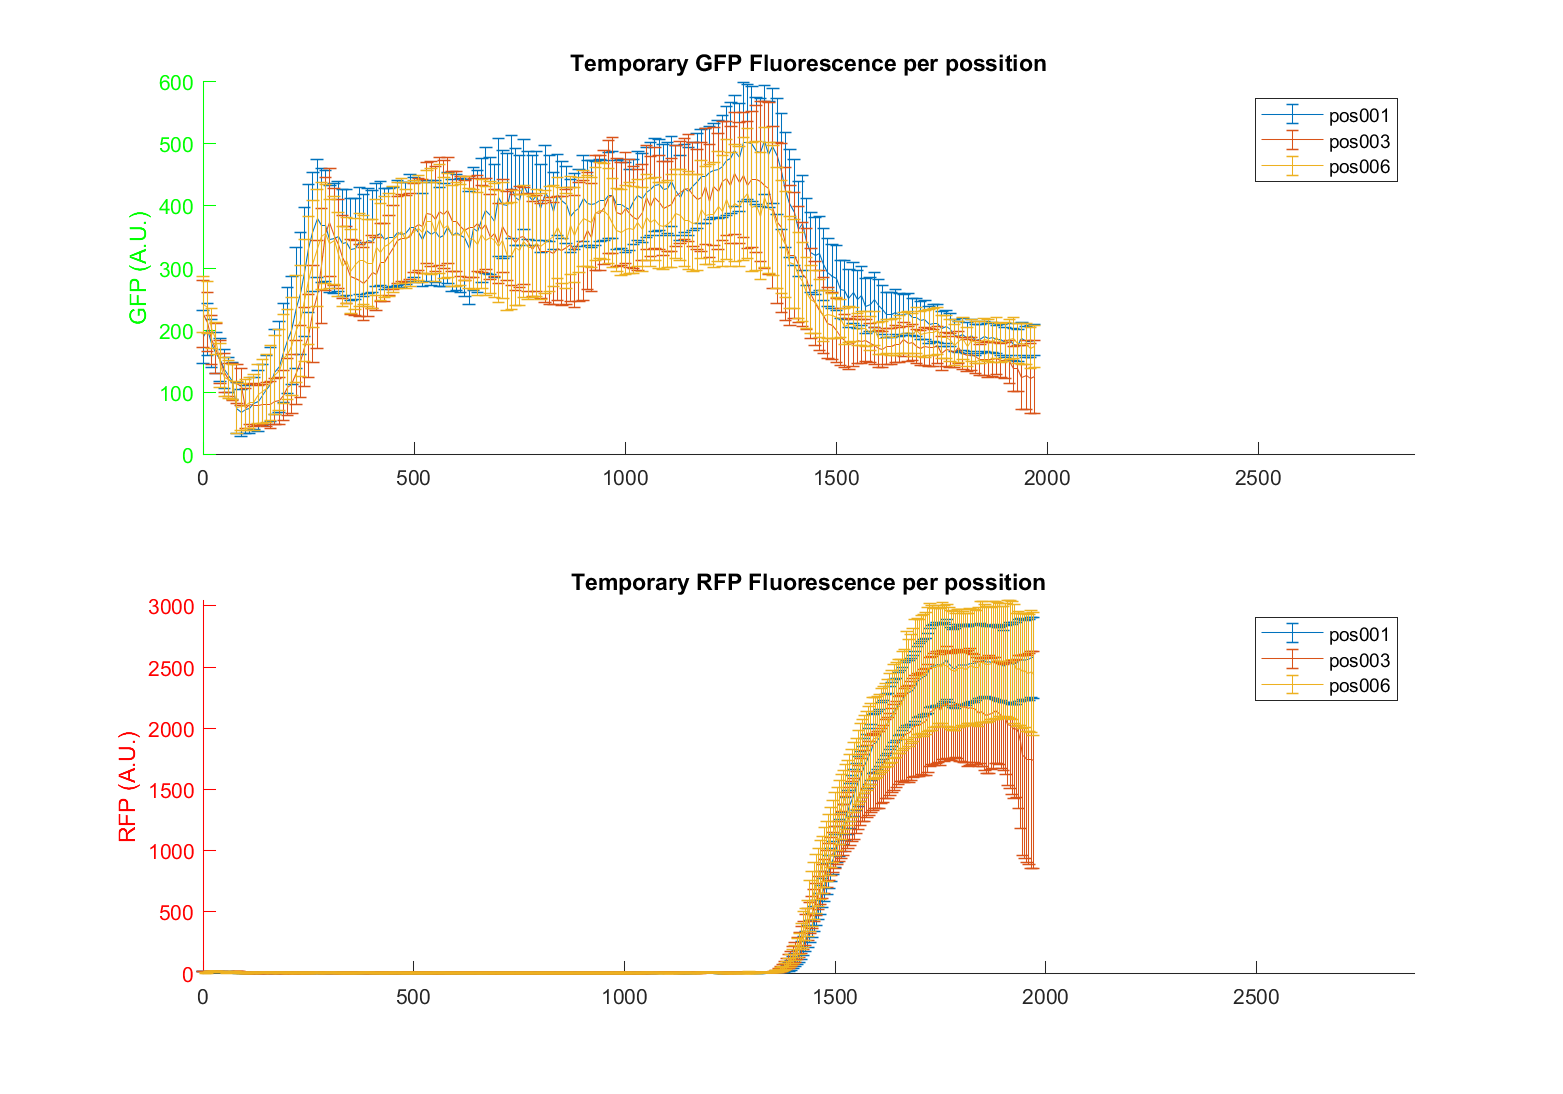 Temporary GFP Fluorescence per possition
GFP (A.U.)
600
500
400
300
200
100
0
0 500 1000 1500 2000 2500
pos001
pos003
pos006
Temporary RFP Fluorescence per possition
RFP (A.U.)
3000
2500
2000
1500
1000
500
0
0 500 1000 1500 2000 2500
pos001
pos003
pos006